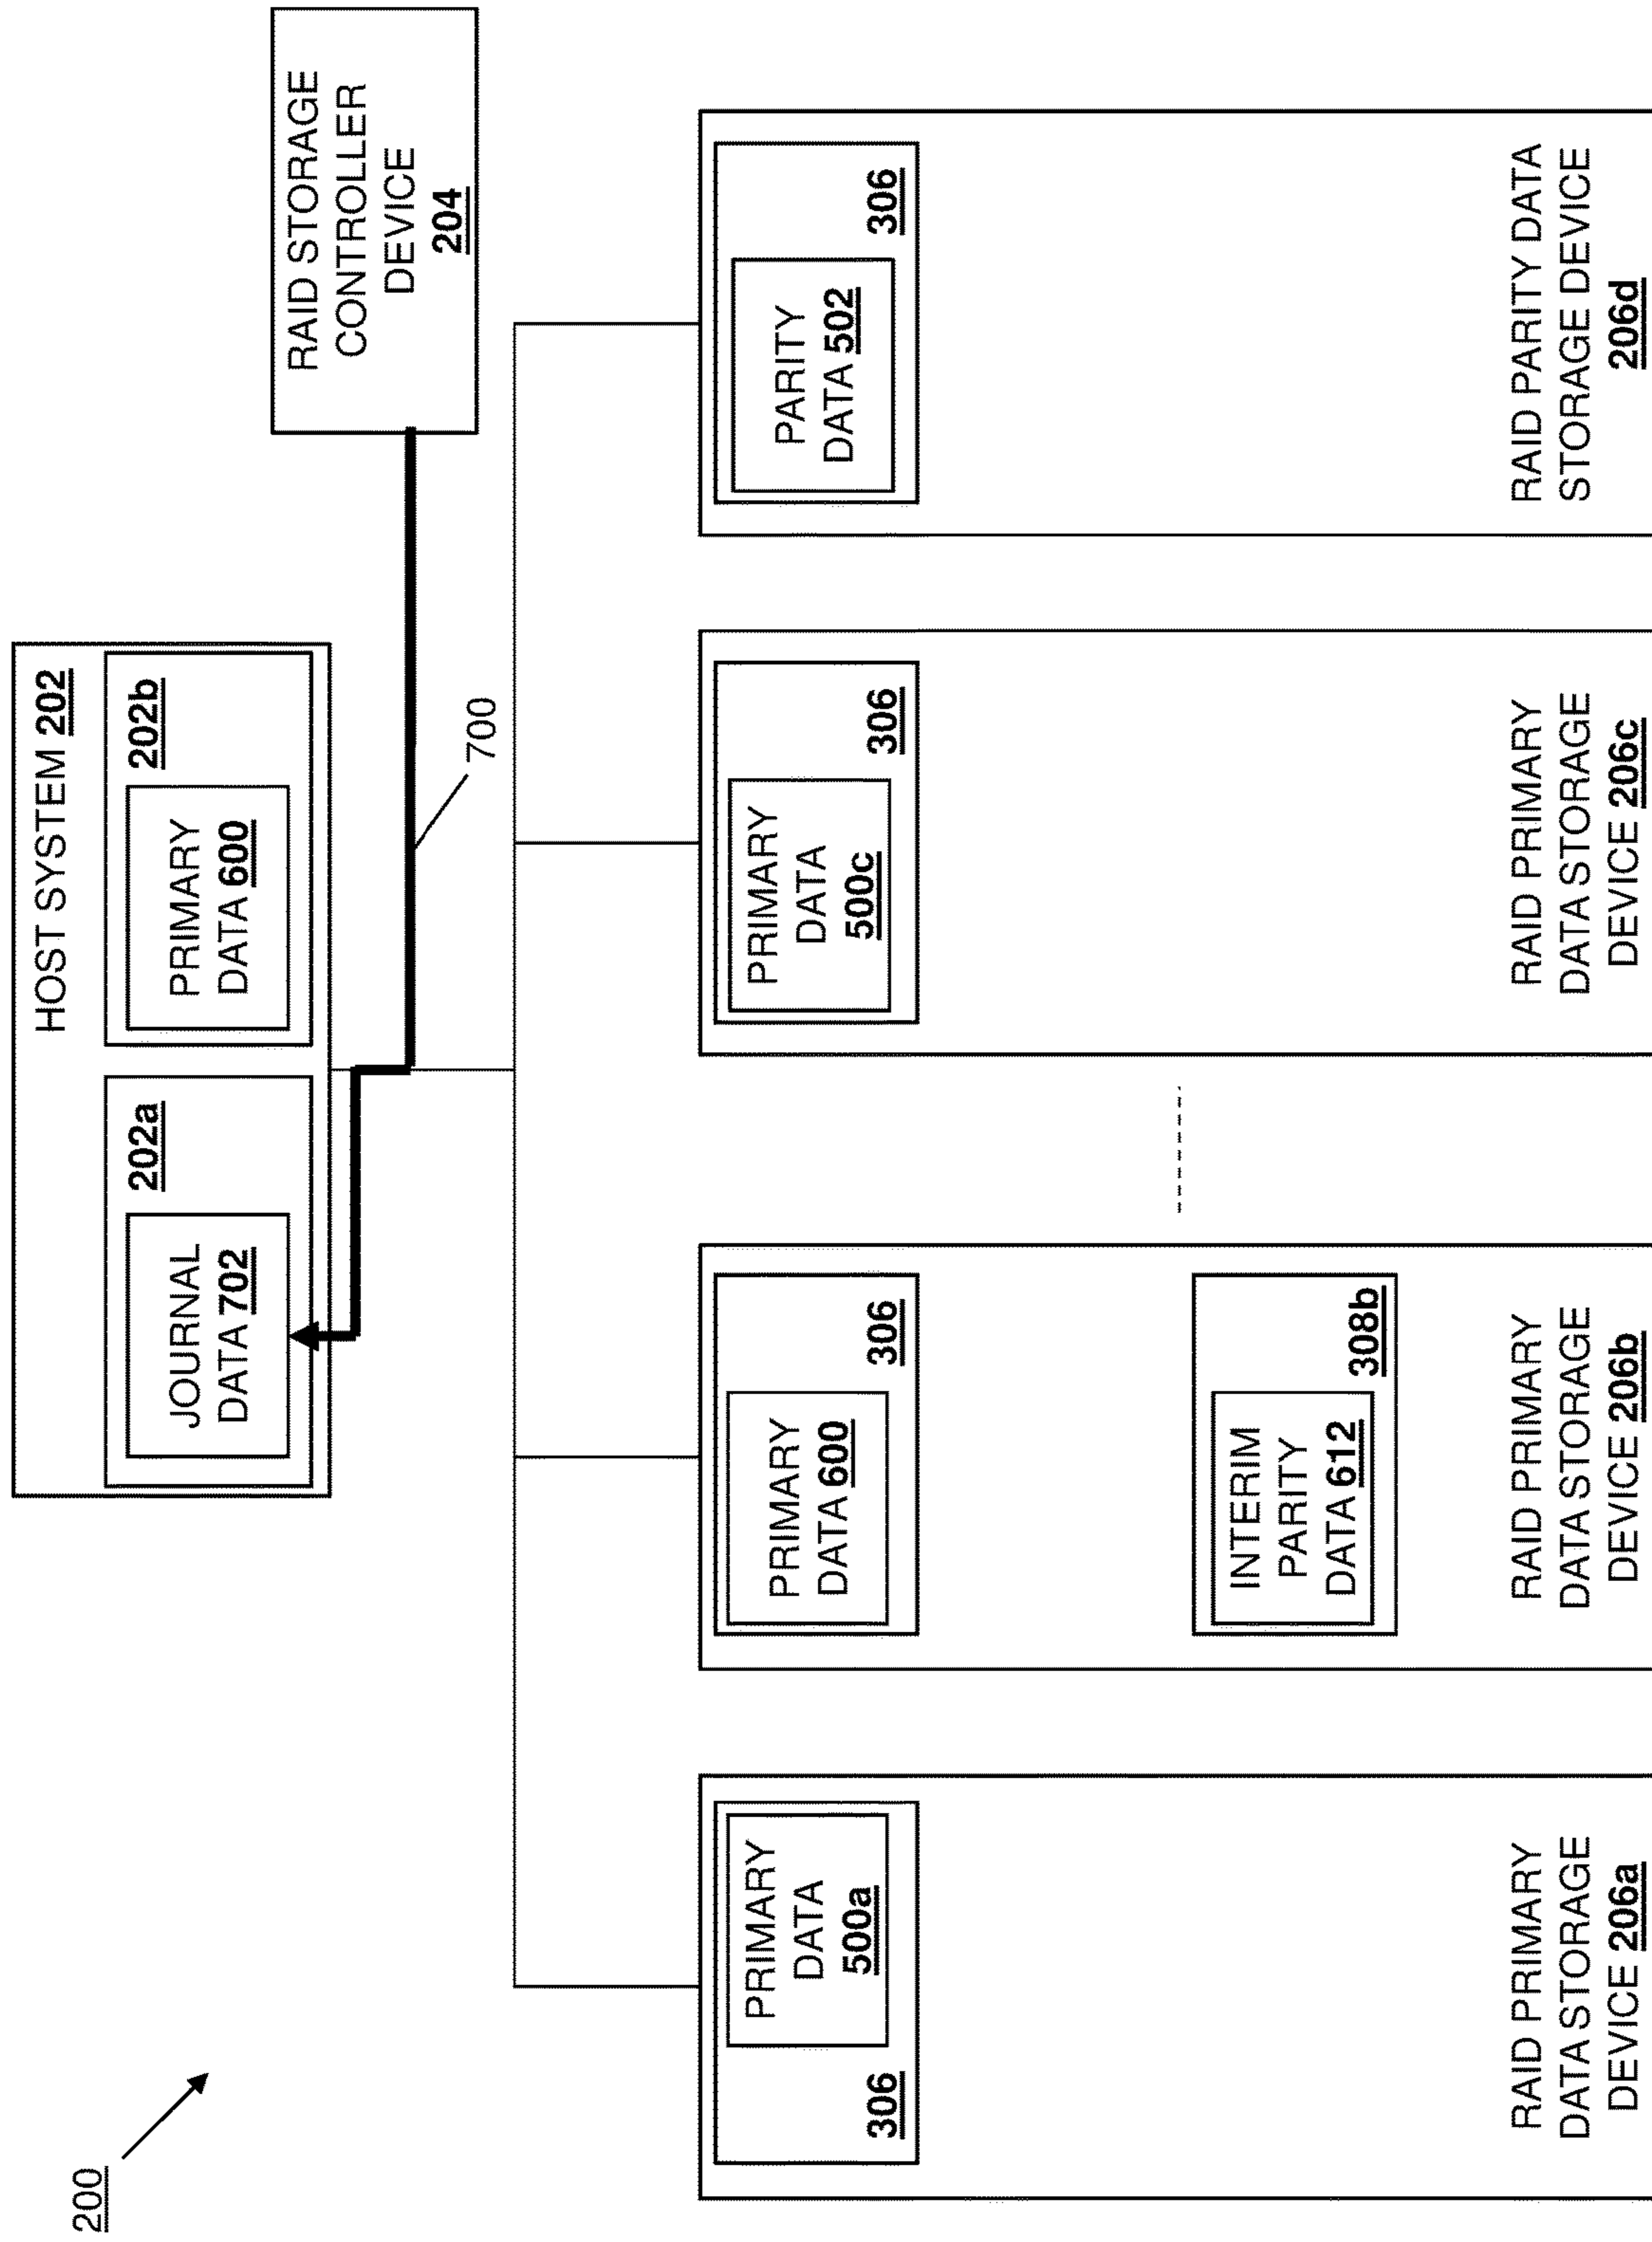 200
HOST SYSTEM 202
202a
JOURNAL
DATA 702
202b
PRIMARY
DATA 600
RAID STORAGE
CONTROLLER
DEVICE
204
700
306
PRIMARY
DATA
500a
RAID PRIMARY
DATA STORAGE
DEVICE 206a
306
PRIMARY
DATA 600
308b
INTERIM
PARITY
DATA 612
RAID PRIMARY
DATA STORAGE
DEVICE 206b
306
PRIMARY
DATA
500c
RAID PRIMARY
DATA STORAGE
DEVICE 206c
306
PARITY
DATA 502
RAID PARITY DATA
STORAGE DEVICE
206d